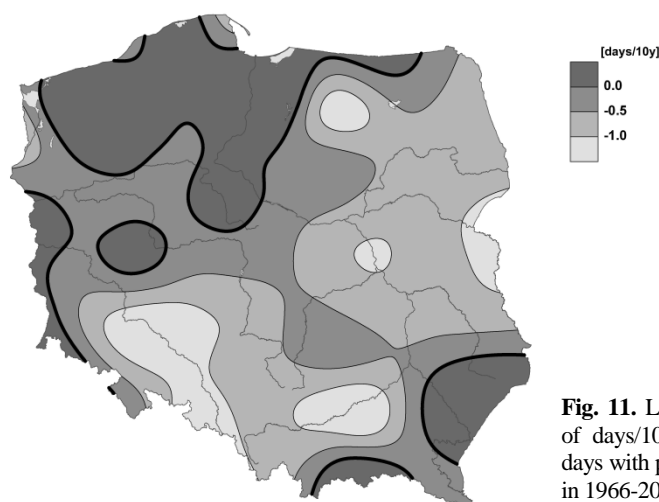 [days/10y]
0.0
-0.5
-1.0
Fig. 11. L
of days/10
days with p
in 1966-20